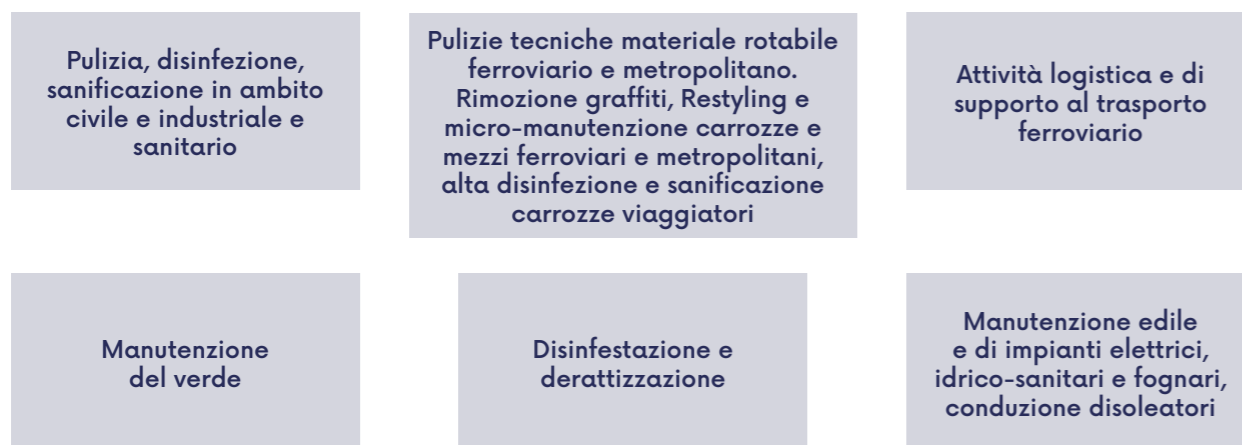 Pulizia, disinfezione,
sanificazione in ambito
civile e industriale e
sanitario
Pulizie tecniche materiale rotabile
ferroviario e metropolitano.
Rimozione graffiti, Restyling e
micro-manutenzione carrozze e
mezzi ferroviari e metropolitani,
alta disinfezione e sanificazione
carrozze viaggiatori
Attività logistica e di
supporto al trasporto
ferroviario
Manutenzione
del verde
Disinfestazione e
derattizzazione
Manutenzione edile
e di impianti elettrici,
idrico-sanitari e fognari,
conduzione disoleatori